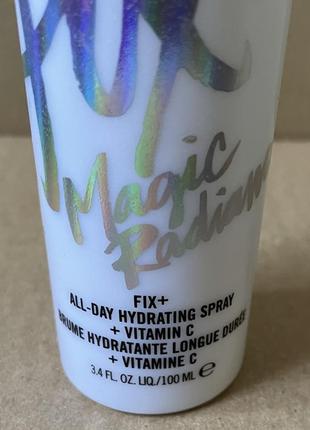 Magic
FIX+
ALL-DAY HYDRATING SPRAY
+ VITAMIN C
BRUME HYDRATANTE LONGUE DURÉE
+ VITAMINE C
3.4 FL. OZ. LIQ./100 ML ℮